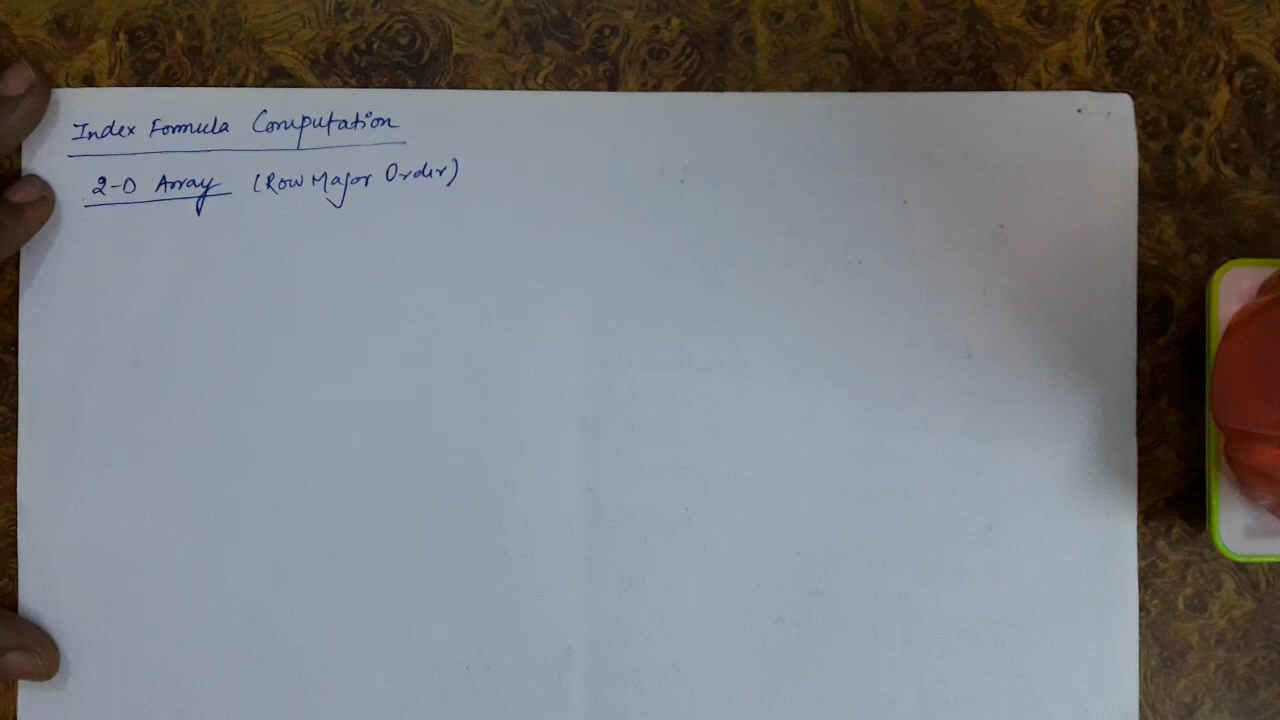 Index Formula Computation
2-D Array (Row Major Order)